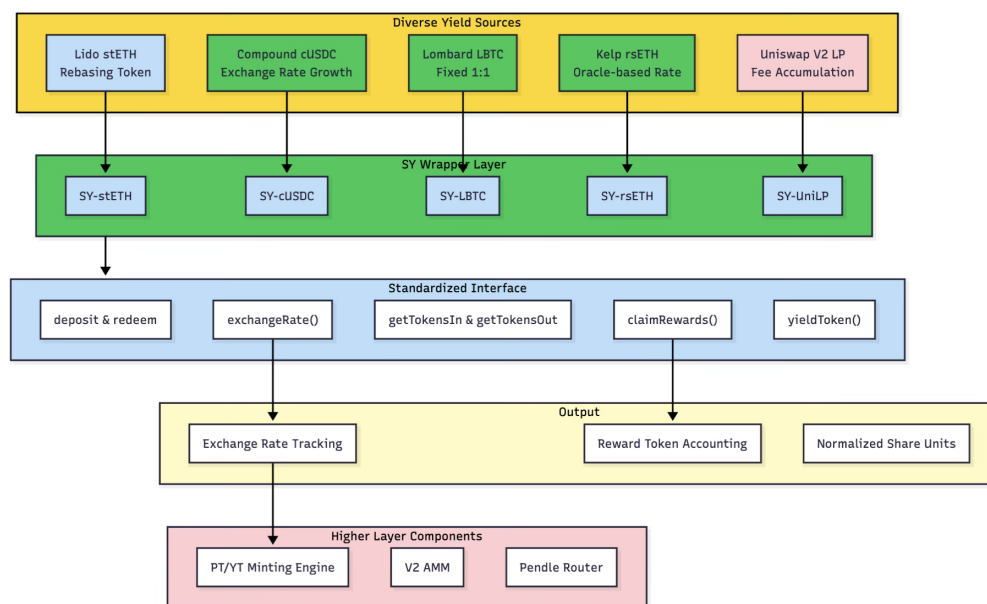 Diverse Yield Sources
Lido stETH
Rebasing Token
Compound cUSDC
Exchange Rate Growth
Lombard LBTC
Fixed 1:1
Kelp rsETH
Oracle-based Rate
Uniswap V2 LP
Fee Accumulation
SY Wrapper Layer
SY-stETH
SY-cUSDC
SY-LBTC
SY-rsETH
SY-UniLP
Standardized Interface
deposit & redeem
exchangeRate()
getTokensIn & getTokensOut
claimRewards()
yieldToken()
Output
Exchange Rate Tracking
Reward Token Accounting
Normalized Share Units
Higher Layer Components
PT/YT Minting Engine
V2 AMM
Pendle Router